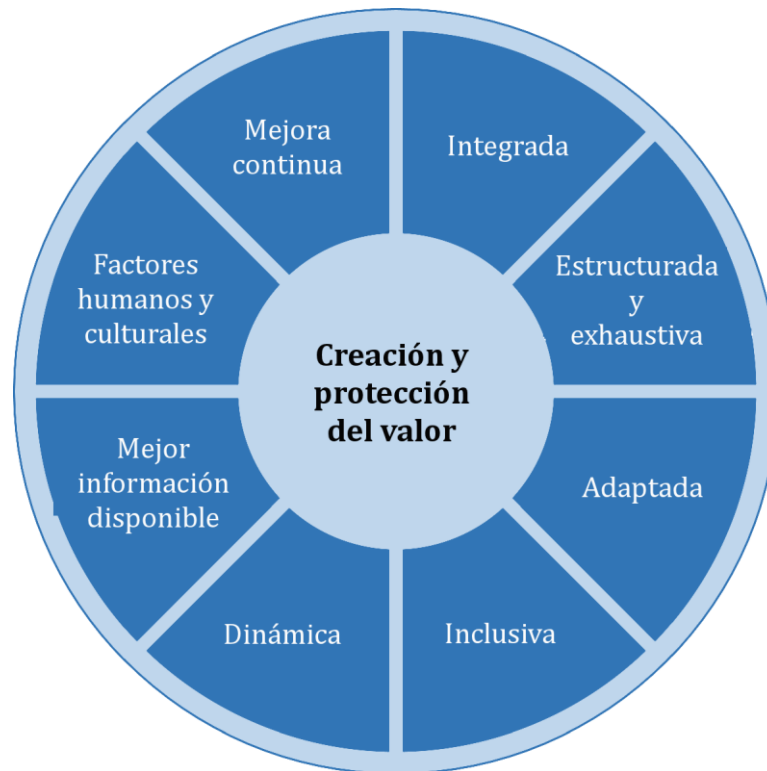 Mejora
continua
Integrada
Estructurada
y
exhaustiva
Adaptada
Inclusiva
Dinámica
Mejor
información
disponible
Factores
humanos y
culturales
Creación y
protección
del valor